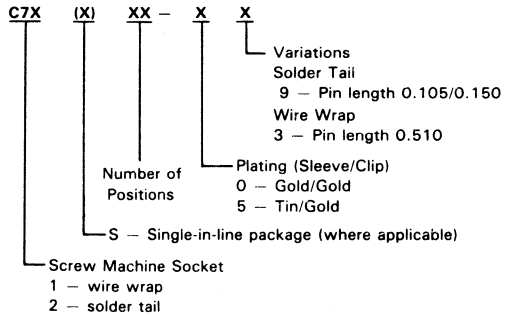 C7X (X) XX - X X
Variations
Solder Tail
9 — Pin length 0.105/0.150
Wire Wrap
3 — Pin length 0.510
Number of
Positions
Plating (Sleeve/Clip)
0 — Gold/Gold
5 — Tin/Gold
S — Single-in-line package (where applicable)
Screw Machine Socket
1 — wire wrap
2 — solder tail